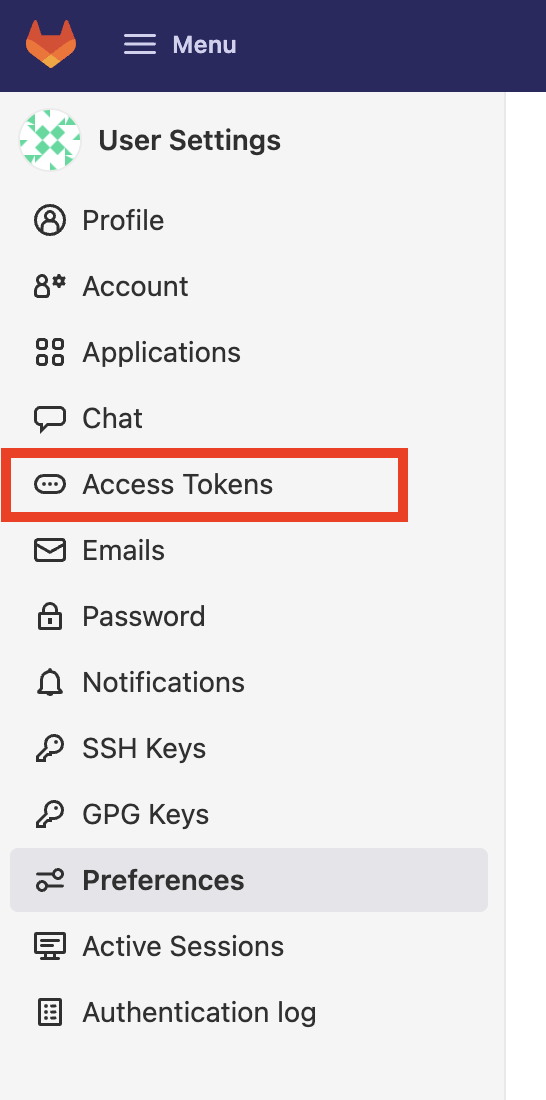 Menu
User Settings
Profile
Account
Applications
Chat
Access Tokens
Emails
Password
Notifications
SSH Keys
GPG Keys
Preferences
Active Sessions
Authentication log